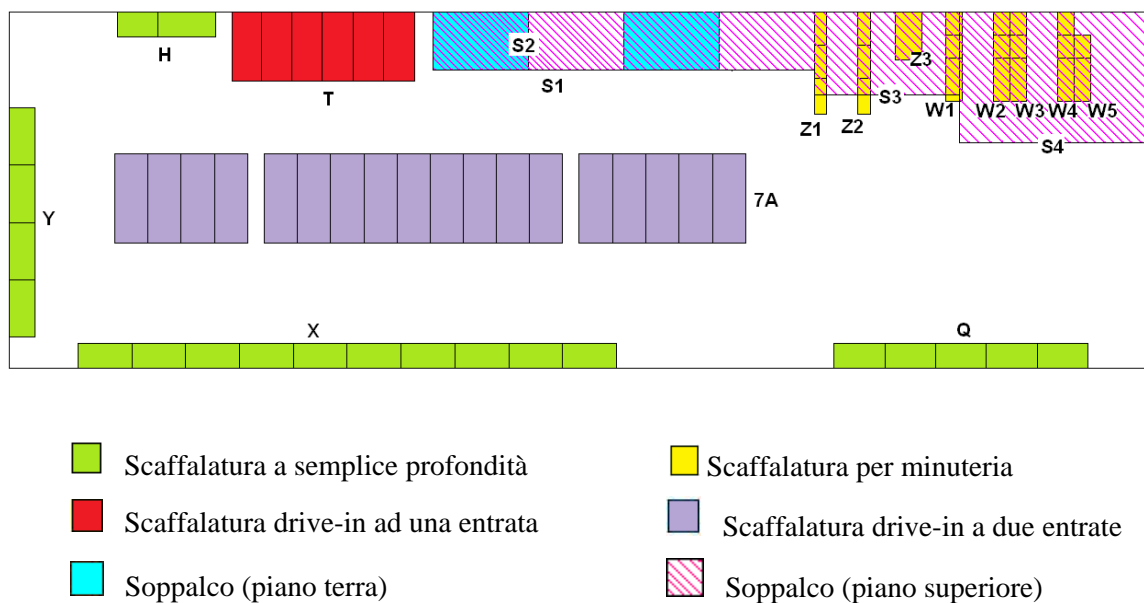 H
T
S2
S1
Z1
Z2
Z3
S3
W1
W2
W3
W4
W5
S4
Y
7A
X
Q
Scaffalatura a semplice profondità
Scaffalatura per minuteria
Scaffalatura drive-in ad una entrata
Scaffalatura drive-in a due entrate
Soppalco (piano terra)
Soppalco (piano superiore)